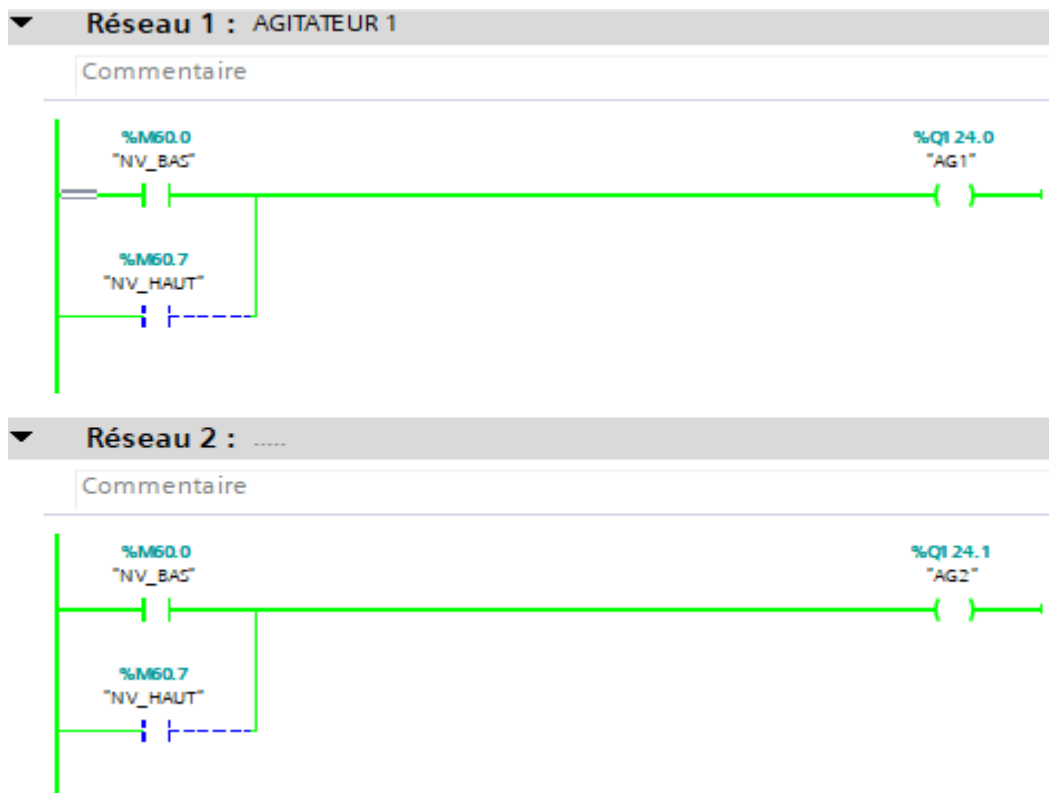 Réseau 1 : AGITATEUR 1
Commentaire
%M60.0 %Q124.0
"NV_BAS" "AG1"
%M60.7
"NV_HAUT"
Réseau 2 : .....
Commentaire
%M60.0 %Q124.1
"NV_BAS" "AG2"
%M60.7
"NV_HAUT"